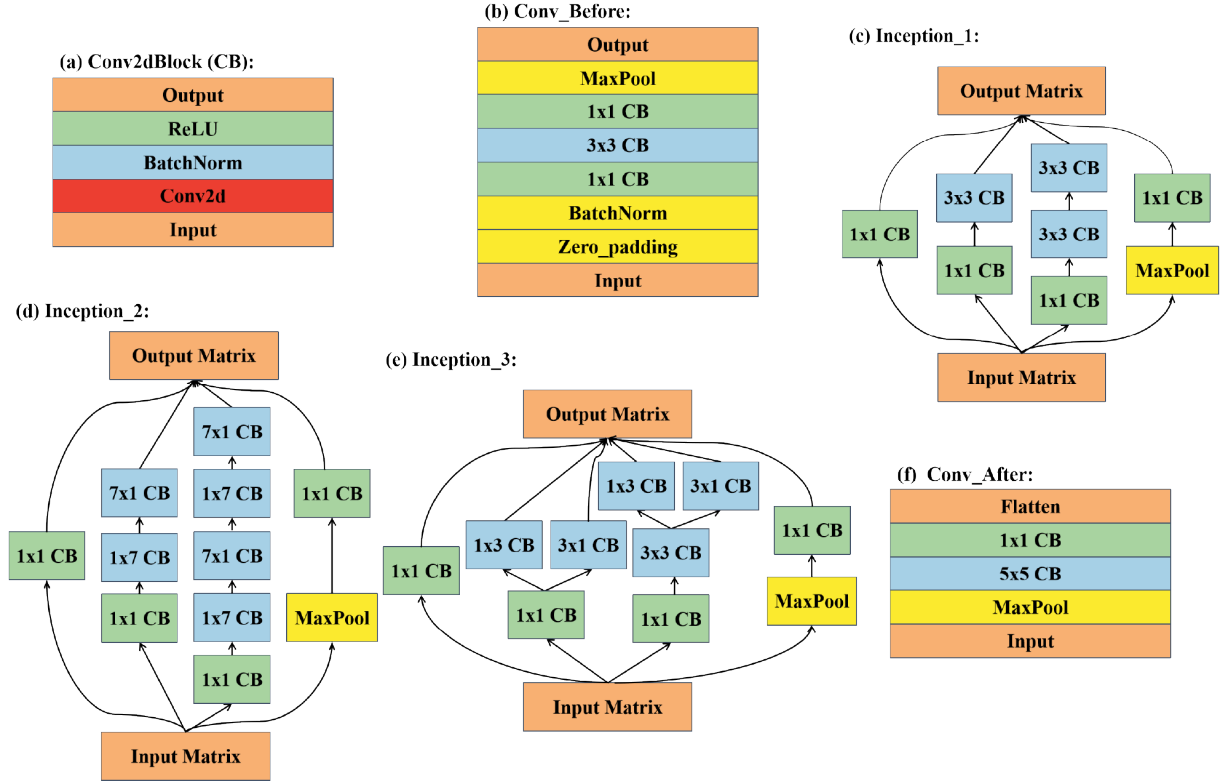 (a) Conv2dBlock (CB):
Output
ReLU
BatchNorm
Conv2d
Input
(b) Conv_Before:
Output
MaxPool
1x1 CB
3x3 CB
1x1 CB
BatchNorm
Zero_padding
Input
(c) Inception_1:
Output Matrix
3x3 CB
3x3 CB
1x1 CB
1x1 CB
3x3 CB
1x1 CB
MaxPool
1x1 CB
Input Matrix
(d) Inception_2:
Output Matrix
7x1 CB
7x1 CB
1x7 CB
1x1 CB
1x1 CB
1x7 CB
7x1 CB
1x1 CB
1x7 CB
MaxPool
1x1 CB
Input Matrix
(e) Inception_3:
Output Matrix
1x3 CB
3x1 CB
1x3 CB
3x1 CB
3x3 CB
1x1 CB
1x1 CB
1x1 CB
1x1 CB
MaxPool
Input Matrix
(f) Conv_After:
Flatten
1x1 CB
5x5 CB
MaxPool
Input